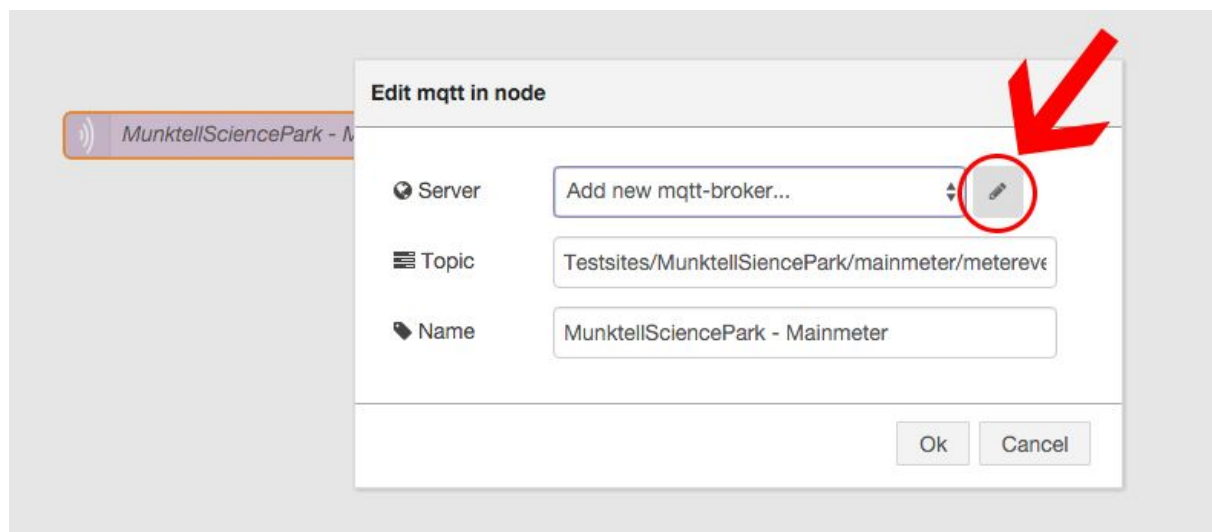 Edit mqtt in node
MunktellSciencePark - M
Server
Add new mqtt-broker...
Topic
Testsites/MunktellSiencePark/mainmeter/metereve
Name
MunktellSciencePark - Mainmeter
Ok
Cancel